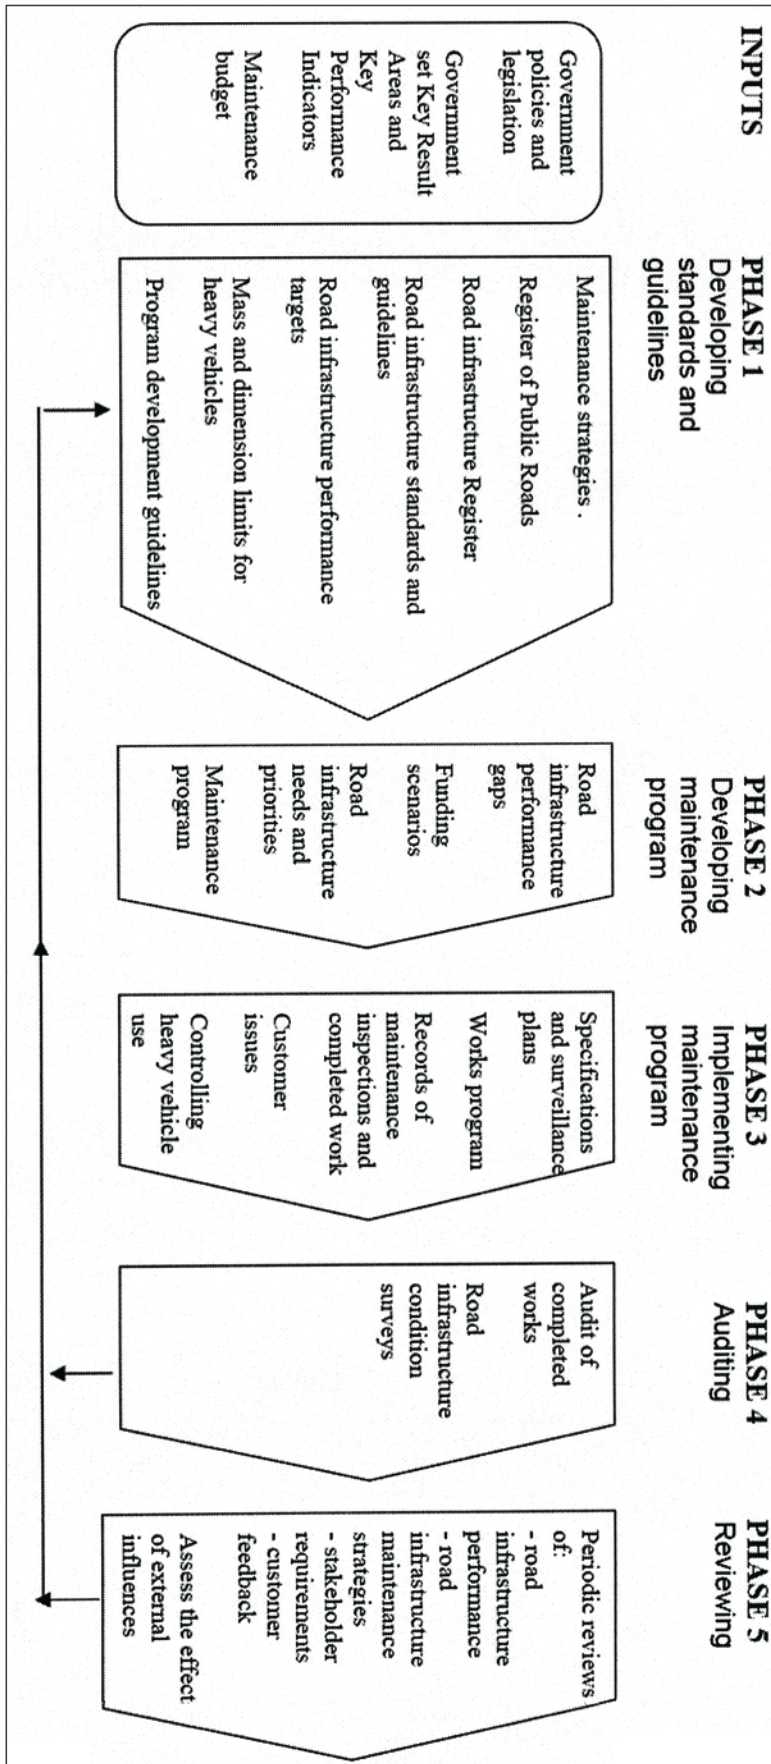 INPUTS
Government
policies and
legislation
Government
set Key Result
Areas and
Key
Performance
Indicators
Maintenance
budget
PHASE 1
Developing
standards and
guidelines
Maintenance strategies .
Register of Public Roads
Road infrastructure Register
Road infrastructure standards and
guidelines
Road infrastructure performance
targets
Mass and dimension limits for
heavy vehicles
Program development guidelines
PHASE 2
Developing
maintenance
program
Road
infrastructure
performance
gaps
Funding
scenarios
Road
infrastructure
needs and
priorities
Maintenance
program
PHASE 3
Implementing
maintenance
program
Specifications
and surveillance
plans
Works program
Records of
maintenance
inspections and
completed work
Customer
issues
Controlling
heavy vehicle
use
PHASE 4
Auditing
Audit of
completed
works
Road
infrastructure
condition
surveys
PHASE 5
Reviewing
Periodic reviews
of:
- road
infrastructure
performance
- road
infrastructure
maintenance
strategies
- stakeholder
requirements
- customer
feedback
Assess the effect
of external
influences